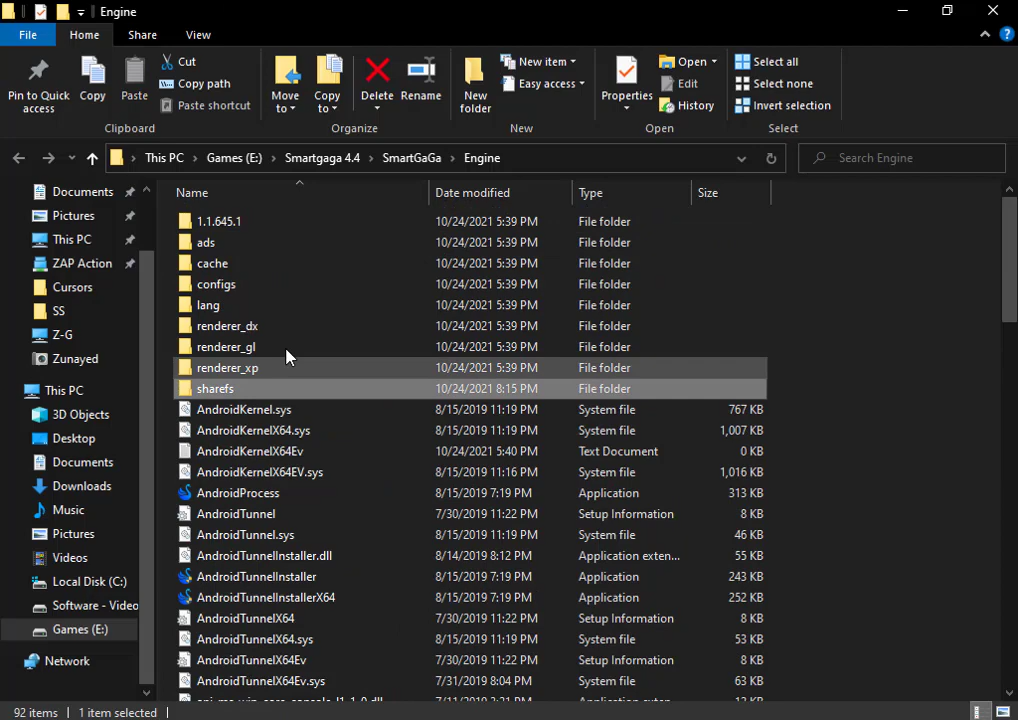 Engine
File
Home
Share
View
Pin to Quick access
Copy
Paste
Cut
Copy path
Paste shortcut
Clipboard
Move to
Copy to
Delete
Rename
Organize
New folder
New item
Easy access
New
Properties
Open
Edit
History
Open
Select all
Select none
Invert selection
Select
This PC
Games (E:)
Smartgaga 4.4
SmartGaGa
Engine
Search Engine
Documents
Pictures
This PC
ZAP Action
Cursors
SS
Z-G
Zunayed
This PC
3D Objects
Desktop
Documents
Downloads
Music
Pictures
Videos
Local Disk (C:)
Software - Video
Games (E:)
Network
Name Date modified Type Size
1.1.645.1 10/24/2021 5:39 PM File folder
ads 10/24/2021 5:39 PM File folder
cache 10/24/2021 5:39 PM File folder
configs 10/24/2021 5:39 PM File folder
lang 10/24/2021 5:39 PM File folder
renderer_dx 10/24/2021 5:39 PM File folder
renderer_gl 10/24/2021 5:39 PM File folder
renderer_xp 10/24/2021 5:39 PM File folder
sharefs 10/24/2021 8:15 PM File folder
AndroidKernel.sys 8/15/2019 11:19 PM System file 767 KB
AndroidKernelX64.sys 8/15/2019 11:19 PM System file 1,007 KB
AndroidKernelX64Ev 10/24/2021 5:40 PM Text Document 0 KB
AndroidKernelX64EV.sys 8/15/2019 11:16 PM System file 1,016 KB
AndroidProcess 8/15/2019 7:19 PM Application 313 KB
AndroidTunnel 7/30/2019 11:22 PM Setup Information 8 KB
AndroidTunnel.sys 8/15/2019 11:19 PM System file 46 KB
AndroidTunnelInstaller.dll 8/14/2019 8:12 PM Application exten... 55 KB
AndroidTunnelInstaller 8/15/2019 7:19 PM Application 243 KB
AndroidTunnelInstallerX64 8/15/2019 7:19 PM Application 252 KB
AndroidTunnelX64 7/30/2019 11:22 PM Setup Information 8 KB
AndroidTunnelX64.sys 8/15/2019 11:19 PM System file 53 KB
AndroidTunnelX64Ev 7/30/2019 11:22 PM Setup Information 8 KB
AndroidTunnelX64Ev.sys 7/31/2019 8:04 PM System file 63 KB
92 items 1 item selected